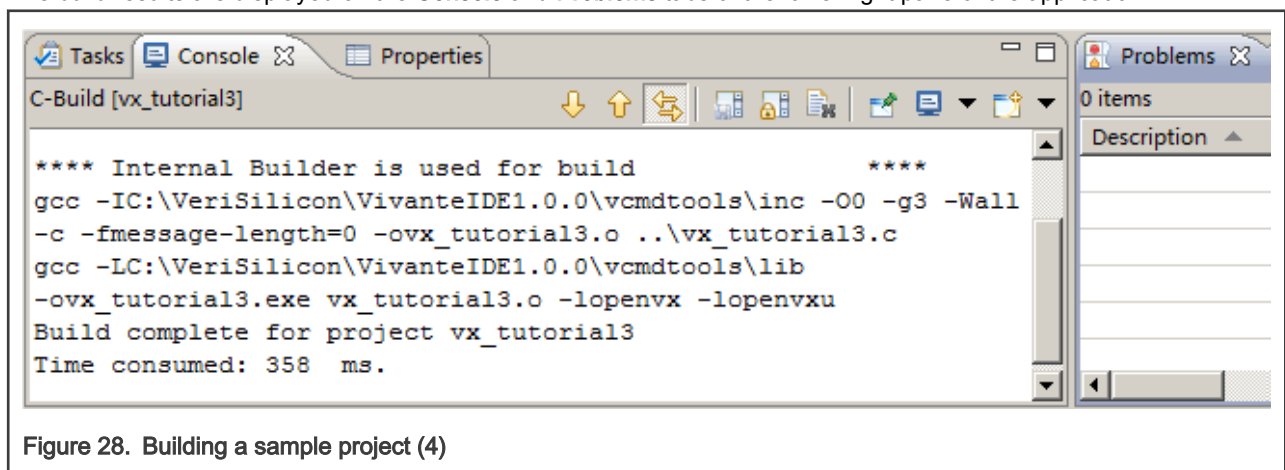 Tasks Console Properties
Problems
C-Build [vx_tutorial3]
0 items
Description
**** Internal Builder is used for build ****
gcc -IC:\VeriSilicon\VivanteIDE1.0.0\vcmdtools\inc -O0 -g3 -Wall
-c -fmessage-length=0 -ovx_tutorial3.o ..\vx_tutorial3.c
gcc -LC:\VeriSilicon\VivanteIDE1.0.0\vcmdtools\lib
-ovx_tutorial3.exe vx_tutorial3.o -lopenvx -lopenvxu
Build complete for project vx_tutorial3
Time consumed: 358 ms.
Figure 28. Building a sample project (4)